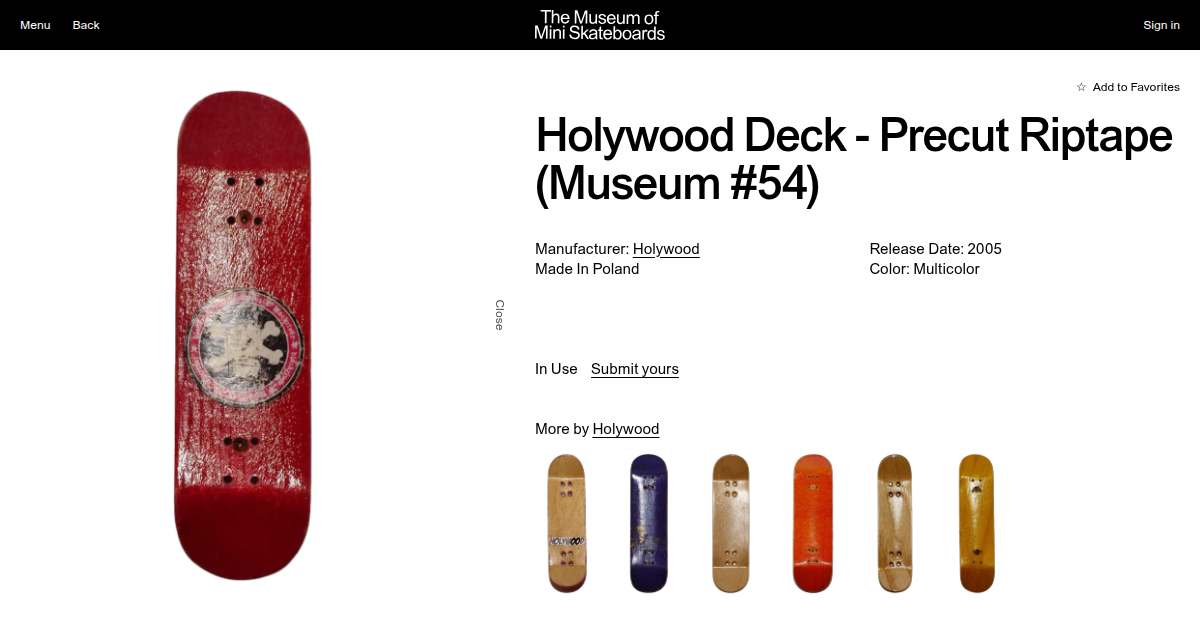 Menu
Back
The Museum of
Mini Skateboards
Sign in
☆ Add to Favorites
Holywood Deck - Precut Riptape
(Museum #54)
Manufacturer: Holywood
Made In Poland
Release Date: 2005
Color: Multicolor
Close
In Use
Submit yours
More by Holywood
HOLYWOOD